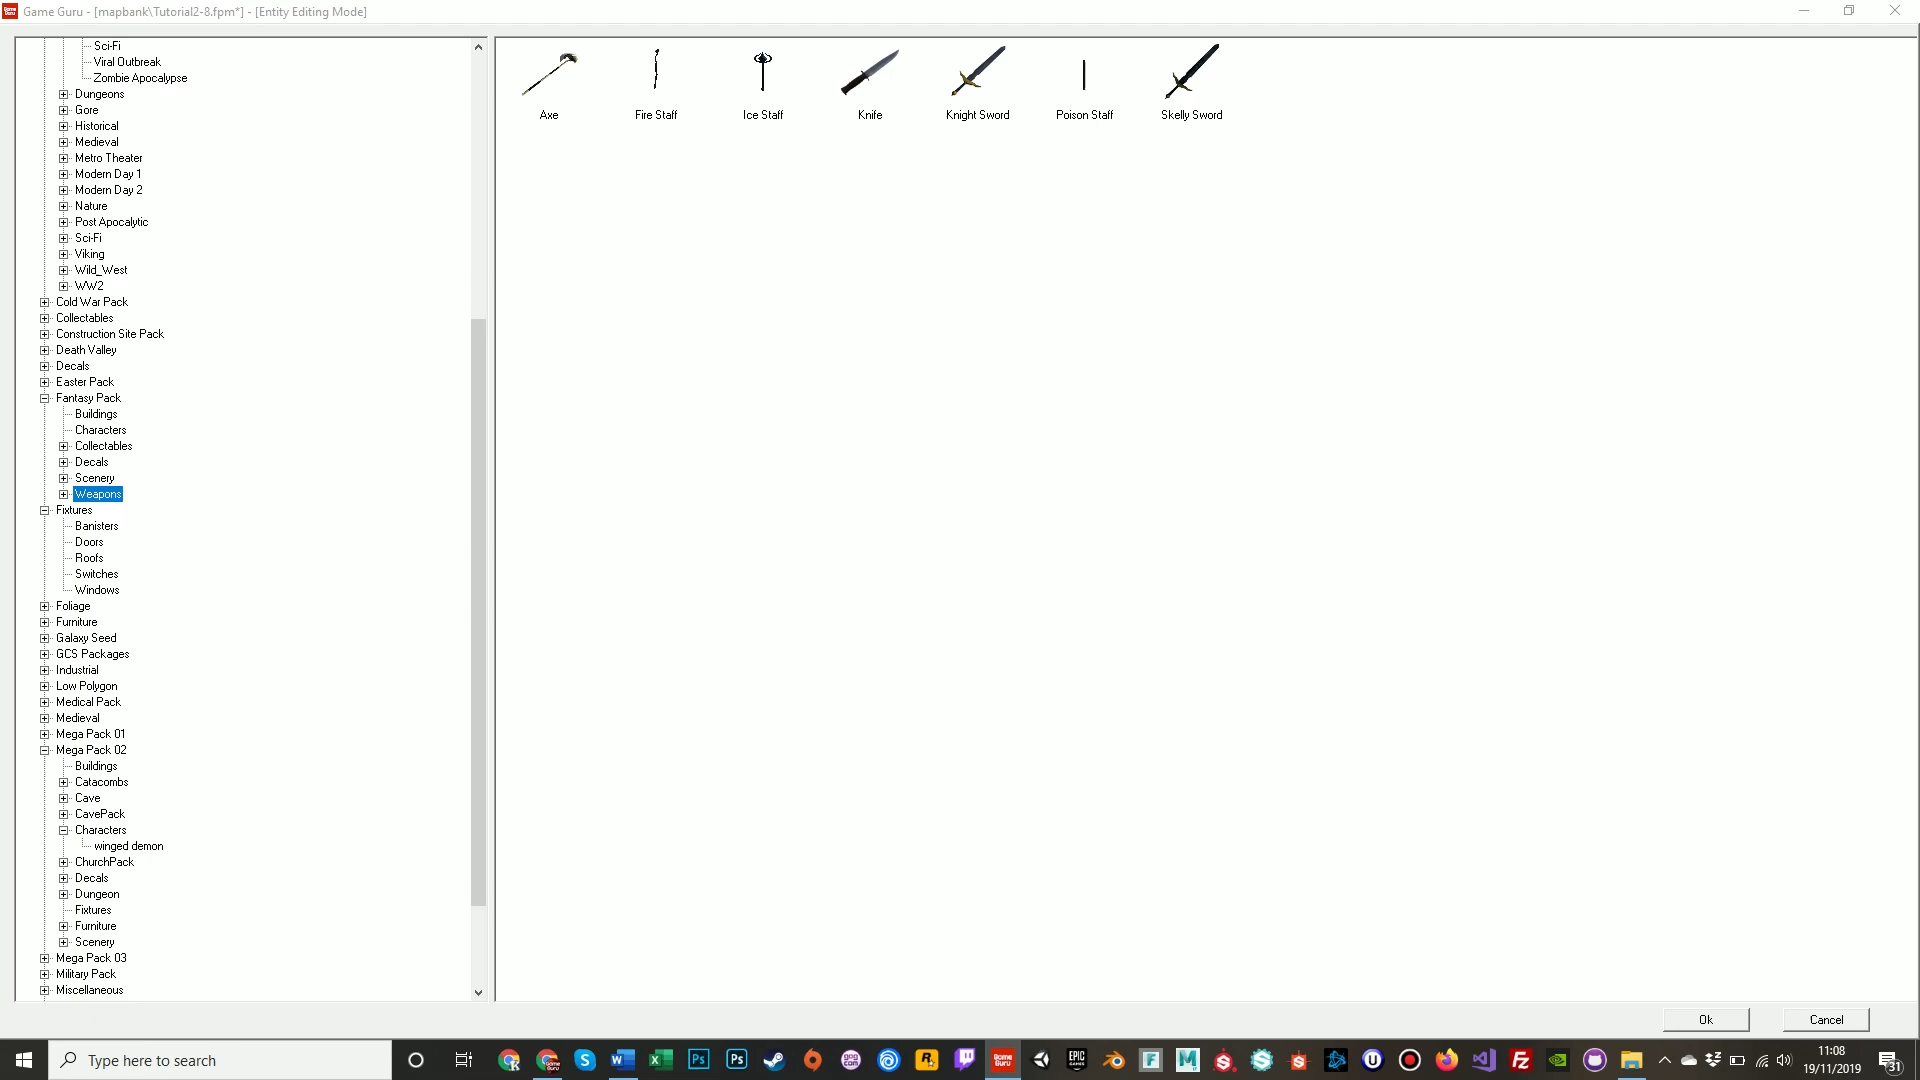 Game Guru - [mapbank\Tutorial2-8.fpm*] - [Entity Editing Mode]
Sci-Fi
Viral Outbreak
Zombie Apocalypse
Dungeons
Gore
Historical
Medieval
Metro Theater
Modern Day 1
Modern Day 2
Nature
Post Apocalytic
Sci-Fi
Viking
Wild_West
WW2
Cold War Pack
Collectables
Construction Site Pack
Death Valley
Decals
Easter Pack
Fantasy Pack
Buildings
Characters
Collectables
Decals
Scenery
Weapons
Fixtures
Banisters
Doors
Roofs
Switches
Windows
Foliage
Furniture
Galaxy Seed
GCS Packages
Industrial
Low Polygon
Medical Pack
Medieval
Mega Pack 01
Mega Pack 02
Buildings
Catacombs
Cave
CavePack
Characters
winged demon
ChurchPack
Decals
Dungeon
Fixtures
Furniture
Scenery
Mega Pack 03
Military Pack
Miscellaneous
Axe Fire Staff Ice Staff Knife Knight Sword Poison Staff Skelly Sword
Ok Cancel
Type here to search
11:08
19/11/2019
31